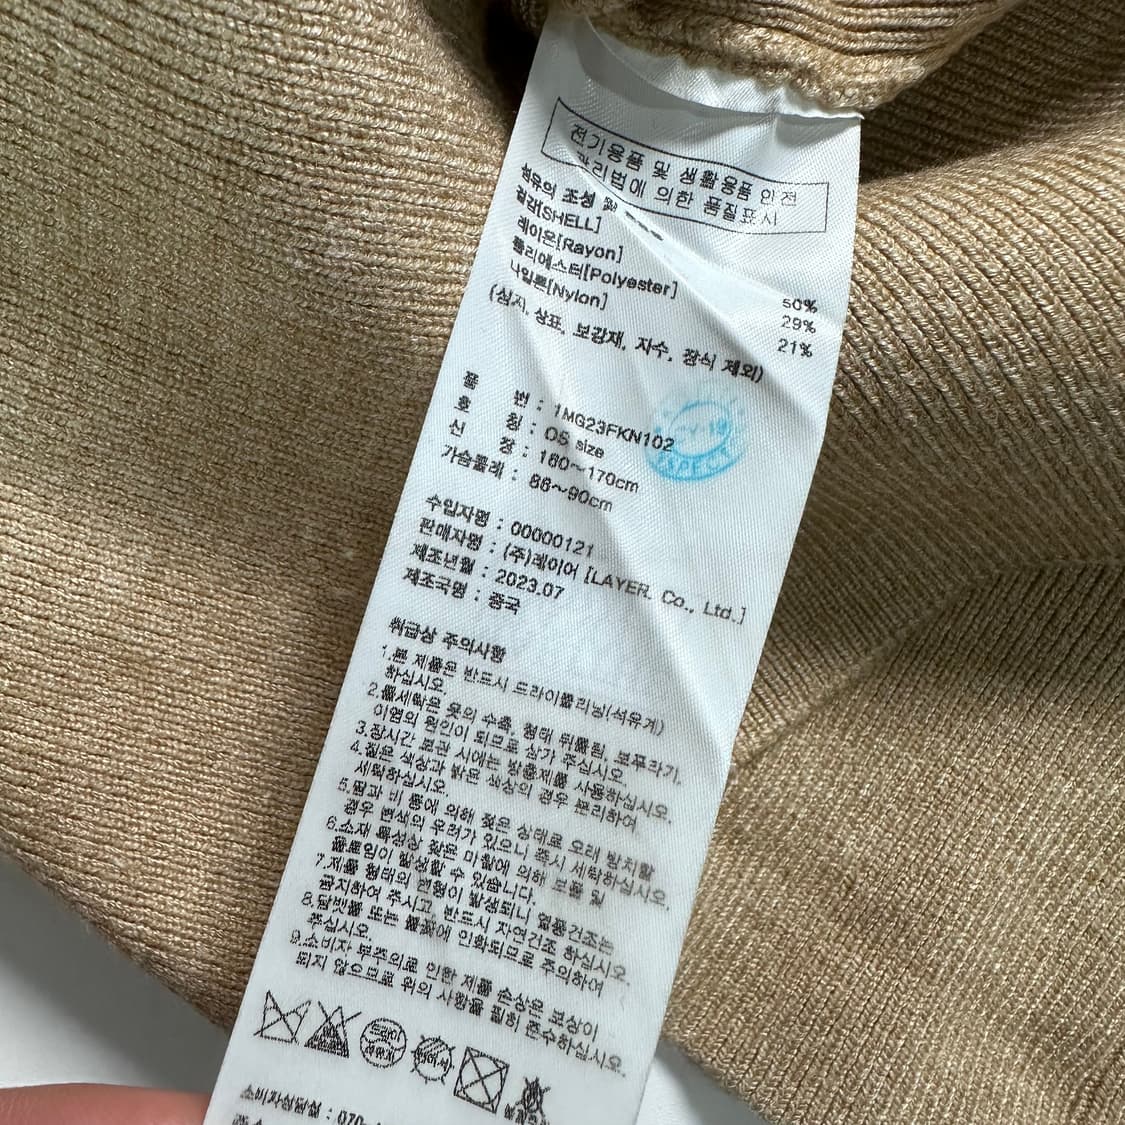 전기용품 및 생활용품 안전
관리법에 의한 품질표시
섬유의 조성 및
겉감[SHELL]
레이온[Rayon] 50%
폴리에스터[Polyester] 29%
나일론[Nylon] 21%
(심지, 상표, 보강재, 자수, 장식 제외)
품 번 : 1MG23FKN102
호 칭 : OS size
신 장 : 160~170cm
가슴둘레 : 86~90cm
수입자명 : 00000121
판매자명 : (주)레이어 [LAYER. Co., Ltd.]
제조년월 : 2023.07
제조국명 : 중국
취급상 주의사항
1.본 제품은 반드시 드라이클리닝(석유계)
하십시오.
2.물세탁은 옷의 수축, 형태 뒤틀림, 보푸라기,
이염의 원인이 되므로 삼가 주십시오.
3.장시간 보관 시에는 방충제를 사용하십시오.
4.짙은 색상과 밝은 색상의 경우 분리하여
세탁하십시오.
5.땀과 비 등에 의해 젖은 상태로 오래 방치할
경우 변색의 우려가 있으니 즉시 세탁하십시오.
6.소재 특성상 잦은 마찰에 의해 보풀 및
올트임이 발생할 수 있습니다.
7.제품 형태의 변형이 발생되니 열풍건조는
금지하여 주시고, 반드시 자연건조 하십시오.
8.담뱃불 또는 불꽃에 인화되므로 주의하여
주십시오.
9.소비자 부주의로 인한 제품 손상은 보상이
되지 않으므로 위의 사항을 필히 준수하십시오.
드라이
석유계
소비자상담실 : 070-